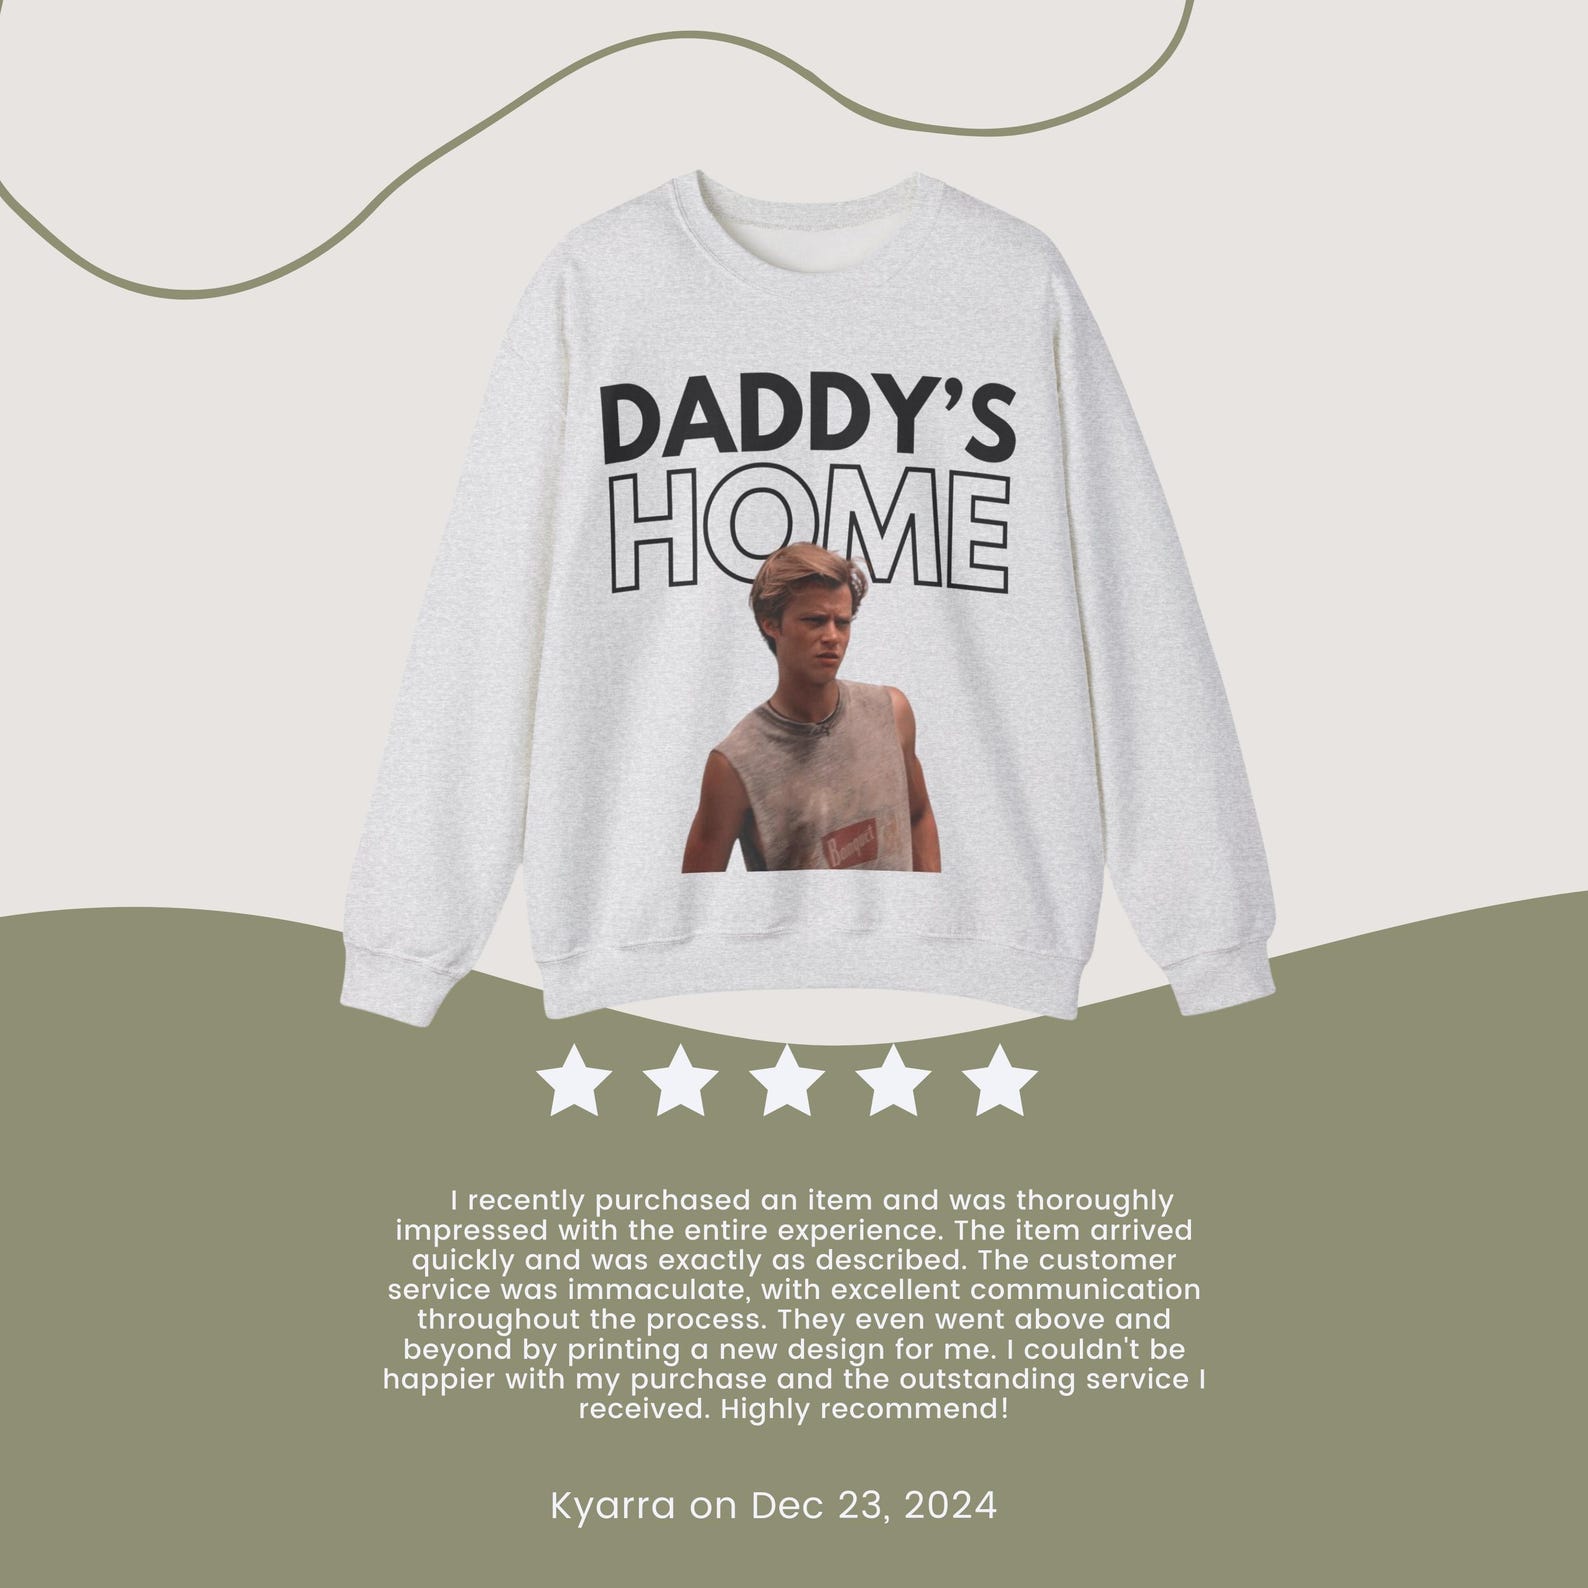 DADDY’S
HOME
Banquet
I recently purchased an item and was thoroughly
impressed with the entire experience. The item arrived
quickly and was exactly as described. The customer
service was immaculate, with excellent communication
throughout the process. They even went above and
beyond by printing a new design for me. I couldn't be
happier with my purchase and the outstanding service I
received. Highly recommend!
Kyarra on Dec 23, 2024